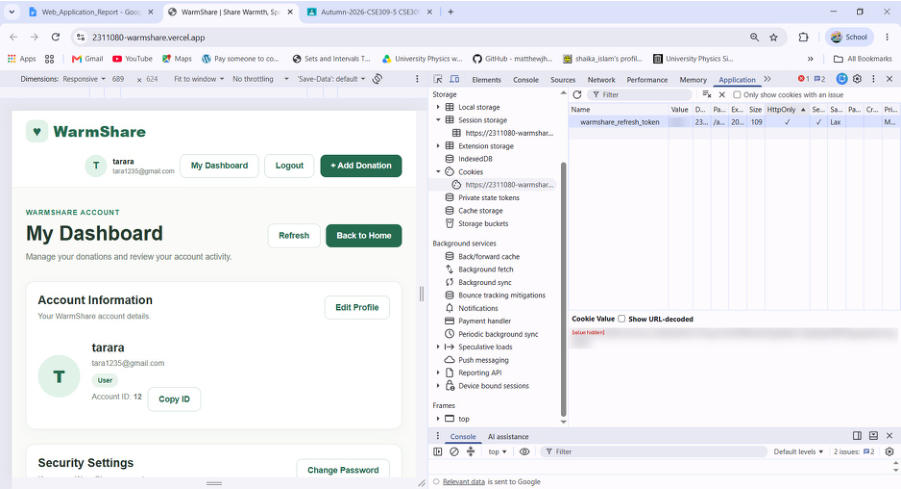 Web_Application_Report - Goo
WarmShare | Share Warmth, Sp
Autumn-2026-CSE309-5 CSE309
2311080-warmshare.vercel.app
School
Apps
Gmail
YouTube
Maps
Pay someone to co...
Sets and Intervals T...
University Physics w...
GitHub - matthewjh...
shaika_islam's profil...
University Physics Si...
All Bookmarks
Dimensions: Responsive
689 x 624
Fit to window
No throttling
'Save-Data': default
Elements
Console
Sources
Network
Performance
Memory
Application
1
2
WarmShare
T
tarara
tara1235@gmail.com
My Dashboard
Logout
+ Add Donation
WARMSHARE ACCOUNT
My Dashboard
Manage your donations and review your account activity.
Refresh
Back to Home
Account Information
Your WarmShare account details.
Edit Profile
T
tarara
tara1235@gmail.com
User
Account ID: 12
Copy ID
Security Settings
Change Password
Storage
Local storage
Session storage
https://2311080-warmshar...
Extension storage
IndexedDB
Cookies
https://2311080-warmshar...
Private state tokens
Cache storage
Storage buckets
Background services
Back/forward cache
Background fetch
Background sync
Bounce tracking mitigations
Notifications
Payment handler
Periodic background sync
Speculative loads
Push messaging
Reporting API
Device bound sessions
Frames
top
Filter
Only show cookies with an issue
Name Value D... Pa... Ex... Size HttpOnly Se... Sa... Pa... Cr... Pri...
warmshare_refresh_token 23... /a... 20... 109 ✓ ✓ Lax M...
Cookie Value Show URL-decoded
[value hidden]
Console
AI assistance
top
Filter
Default levels
2 issues: 2
Relevant data is sent to Google